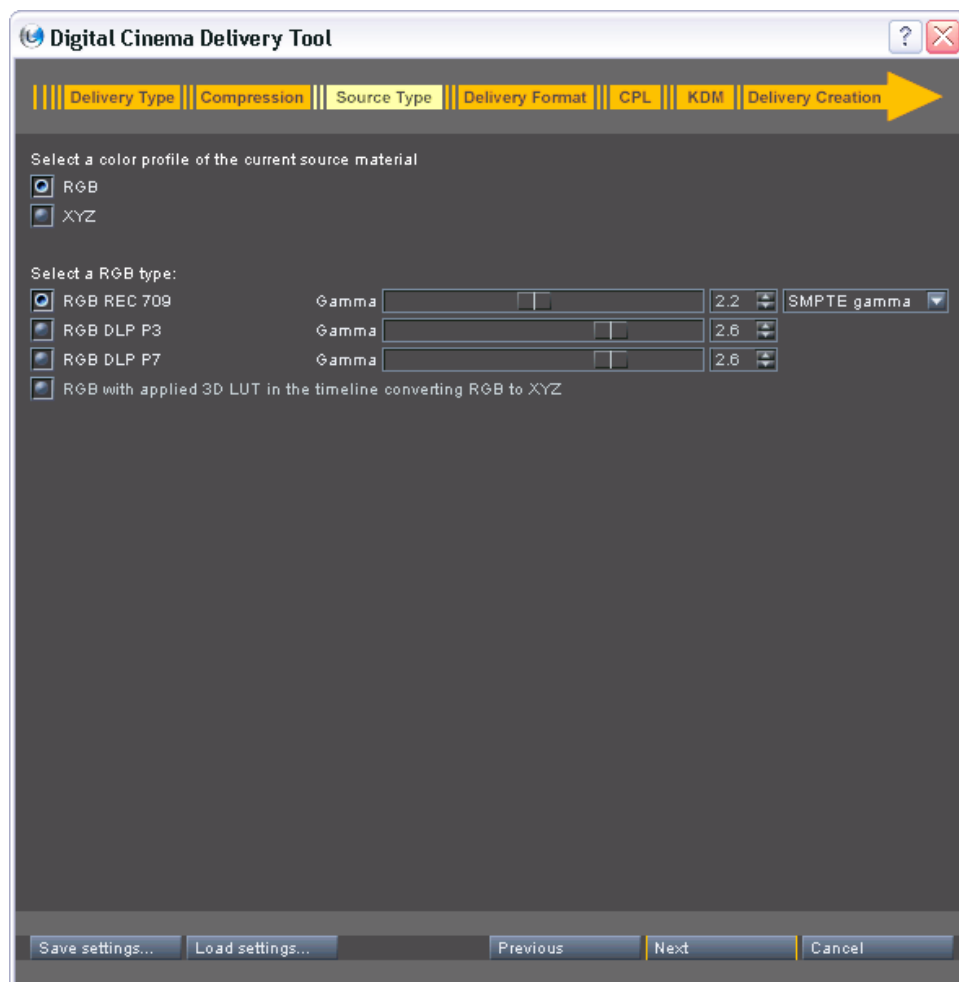 Digital Cinema Delivery Tool ?
Delivery Type Compression Source Type Delivery Format CPL KDM Delivery Creation
Select a color profile of the current source material
RGB
XYZ
Select a RGB type:
RGB REC 709 Gamma 2.2 SMPTE gamma
RGB DLP P3 Gamma 2.6
RGB DLP P7 Gamma 2.6
RGB with applied 3D LUT in the timeline converting RGB to XYZ
Save settings... Load settings... Previous Next Cancel